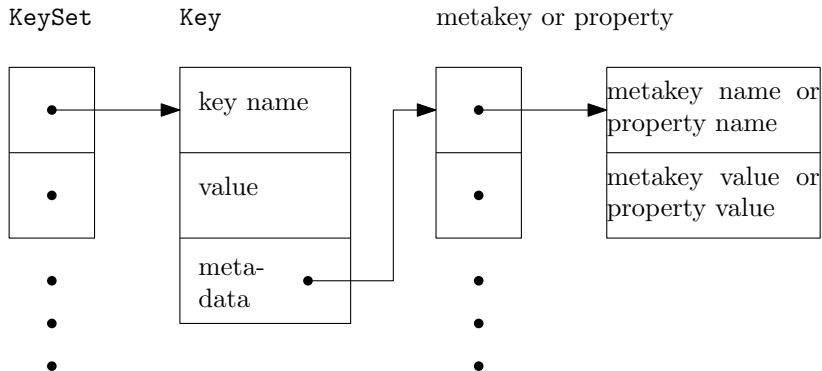 KeySet
Key
metakey or property
key name
value
meta-
data
metakey name or
property name
metakey value or
property value